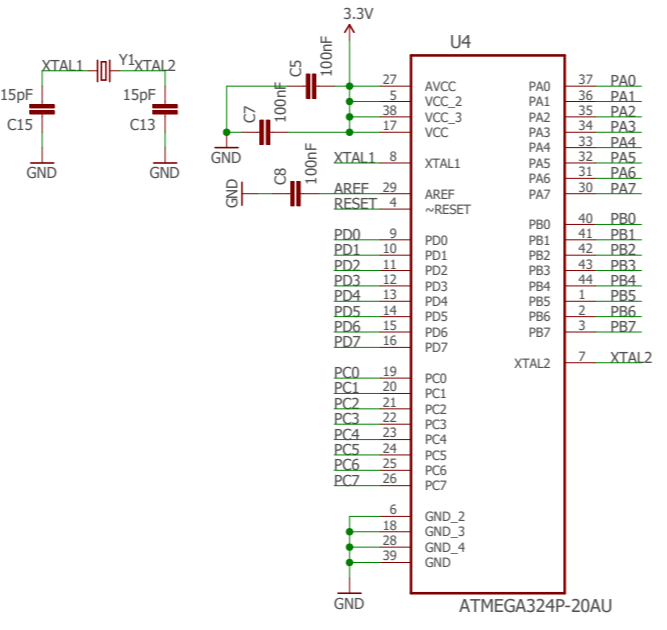 3.3V
U4
XTAL1 Y1 XTAL2
15pF
C15
GND
15pF
C13
GND
C5
100nF
C7
100nF
GND
C8
100nF
GND
27 AVCC
5 VCC_2
38 VCC_3
17 VCC
XTAL1 8 XTAL1
AREF 29 AREF
RESET 4 ~RESET
PD0 9 PD0
PD1 10 PD1
PD2 11 PD2
PD3 12 PD3
PD4 13 PD4
PD5 14 PD5
PD6 15 PD6
PD7 16 PD7
PC0 19 PC0
PC1 20 PC1
PC2 21 PC2
PC3 22 PC3
PC4 23 PC4
PC5 24 PC5
PC6 25 PC6
PC7 26 PC7
6 GND_2
18 GND_3
28 GND_4
39 GND
GND
PA0 37 PA0
PA1 36 PA1
PA2 35 PA2
PA3 34 PA3
PA4 33 PA4
PA5 32 PA5
PA6 31 PA6
PA7 30 PA7
PB0 40 PB0
PB1 41 PB1
PB2 42 PB2
PB3 43 PB3
PB4 44 PB4
PB5 1 PB5
PB6 2 PB6
PB7 3 PB7
XTAL2 7 XTAL2
ATMEGA324P-20AU